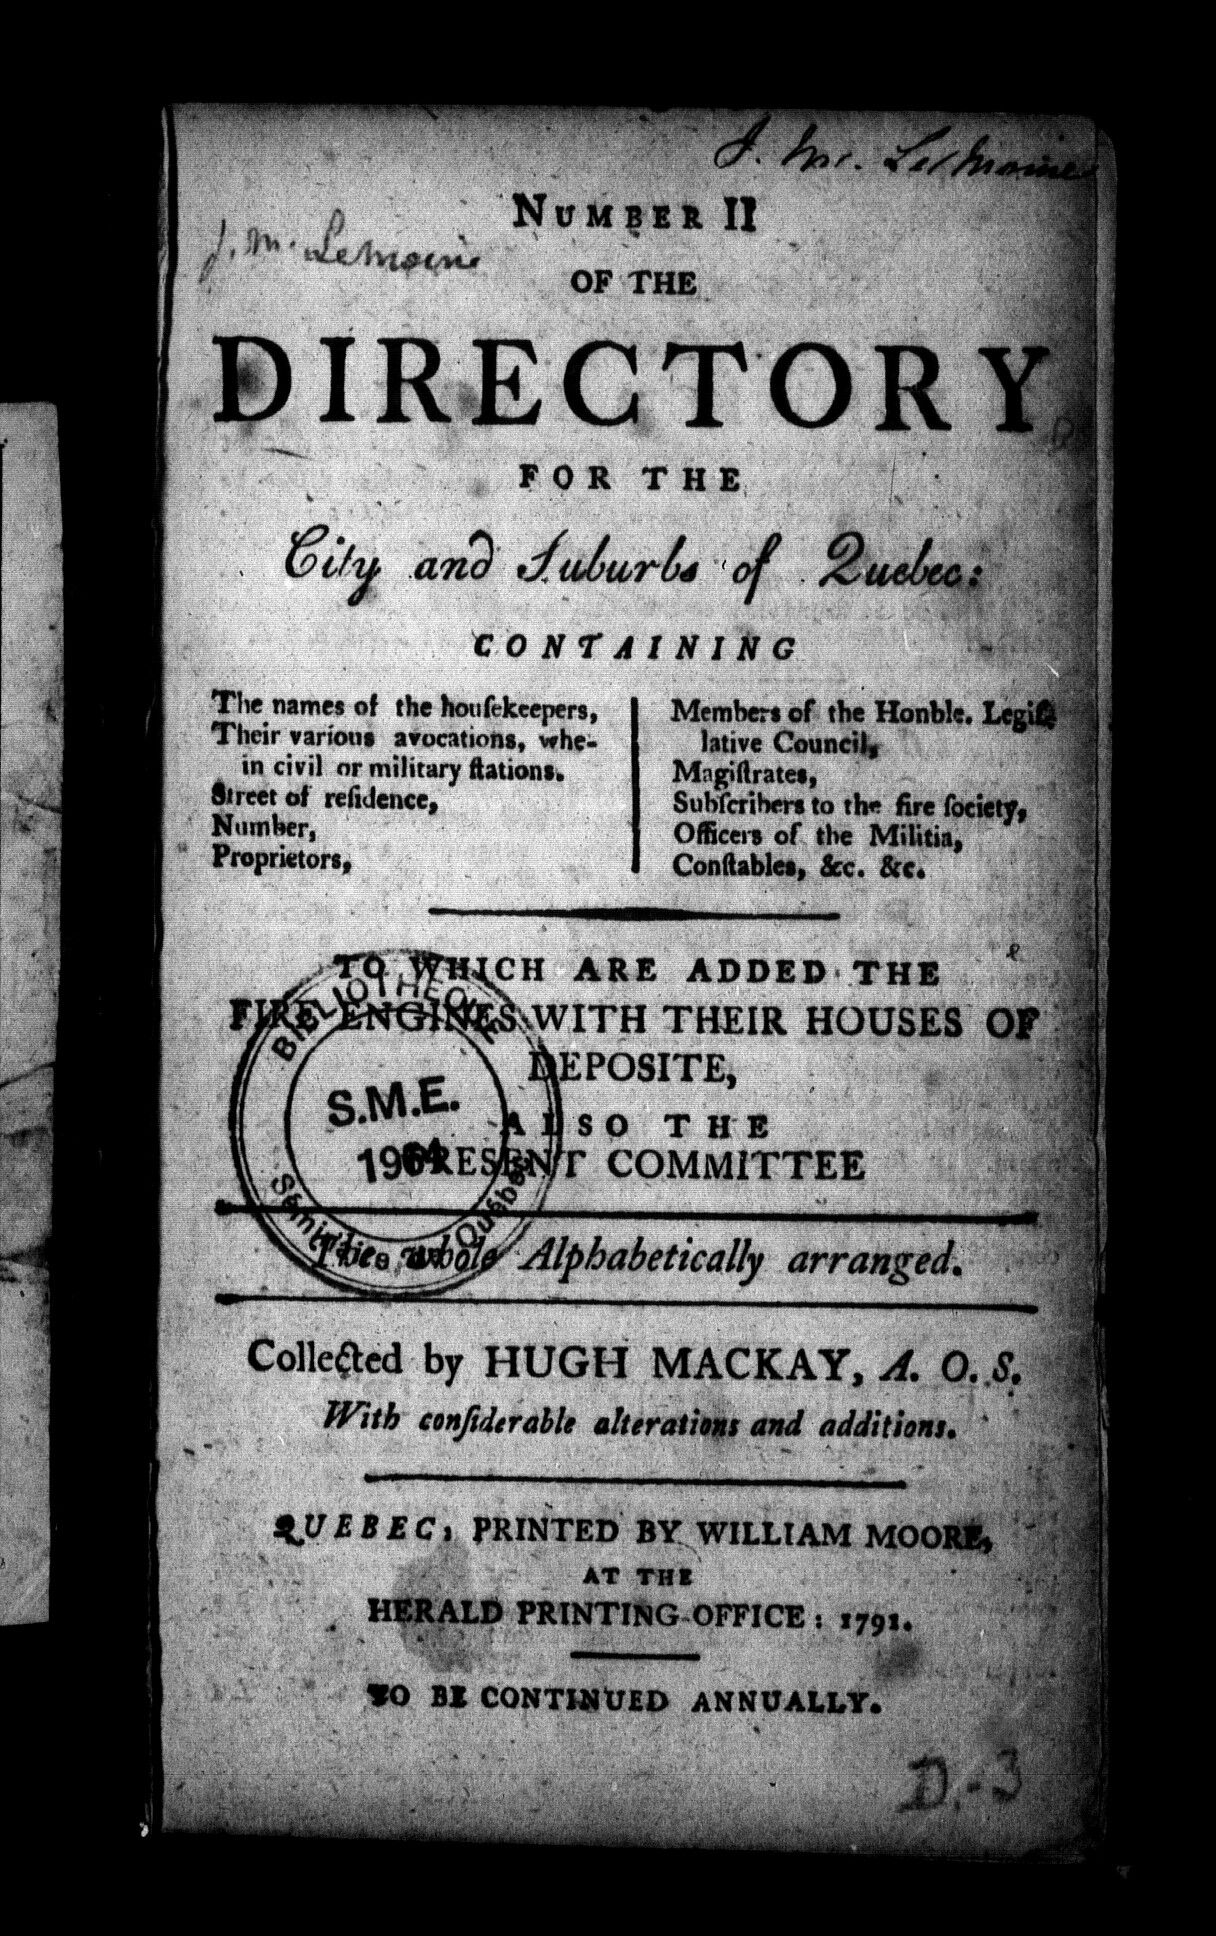 J. M. LeMoine
NUMBER II
J. M. LeMoine
OF THE
DIRECTORY
FOR THE
City and Suburbs of Quebec:
CONTAINING
The names of the houſekeepers,
Their various avocations, whe-
in civil or military ſtations.
Street of reſidence,
Number,
Proprietors,
Members of the Honble. Legiſ-
lative Council,
Magiſtrates,
Subſcribers to the fire ſociety,
Officers of the Militia,
Conſtables, &c. &c.
TO WHICH ARE ADDED THE
FIRE ENGINES WITH THEIR HOUSES OF
DEPOSITE,
ALSO THE
PRESENT COMMITTEE
BIBLIOTHEQUE
S.M.E.
1964
Séminaire de Québec
The whole Alphabetically arranged.
Collected by HUGH MACKAY, A. O. S.
With conſiderable alterations and additions.
QUEBEC, PRINTED BY WILLIAM MOORE,
AT THE
HERALD PRINTING-OFFICE: 1791.
TO BE CONTINUED ANNUALLY.
D.-3